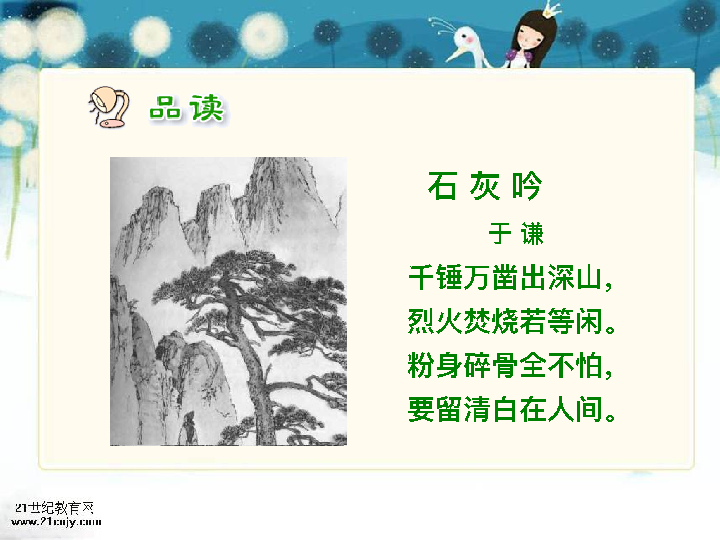 品读
石灰吟
于谦
千锤万凿出深山，
烈火焚烧若等闲。
粉身碎骨全不怕，
要留清白在人间。
21世纪教育网
www.21cnjy.com